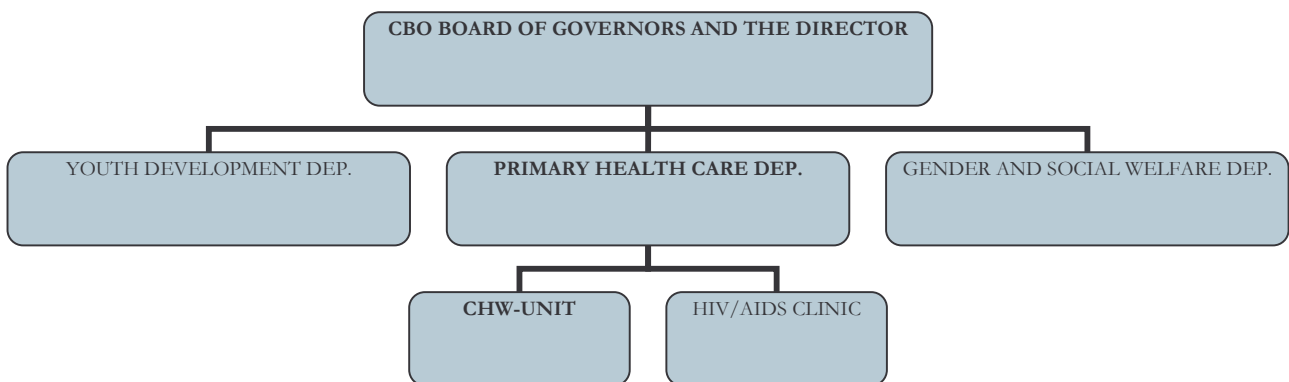 CBO BOARD OF GOVERNORS AND THE DIRECTOR
YOUTH DEVELOPMENT DEP.
PRIMARY HEALTH CARE DEP.
GENDER AND SOCIAL WELFARE DEP.
CHW-UNIT
HIV/AIDS CLINIC